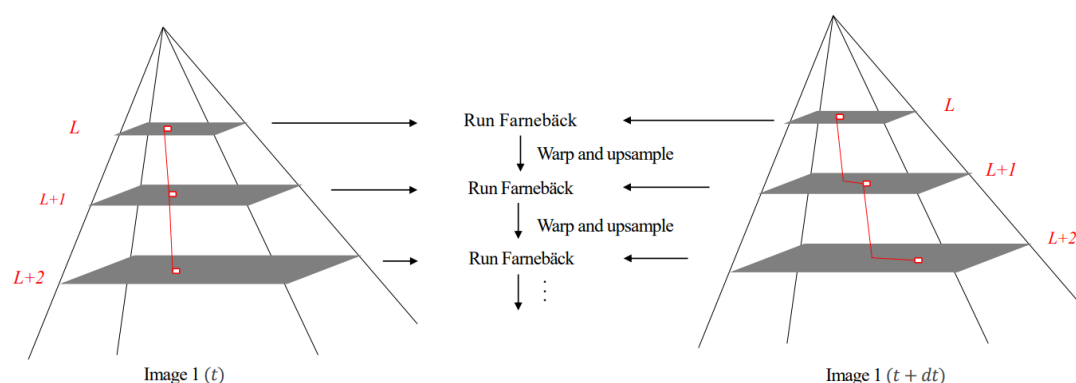 L
L+1
L+2
Run Farnebäck
Warp and upsample
Run Farnebäck
Warp and upsample
Run Farnebäck
⋮
L
L+1
L+2
Image 1 (t)
Image 1 (t + dt)